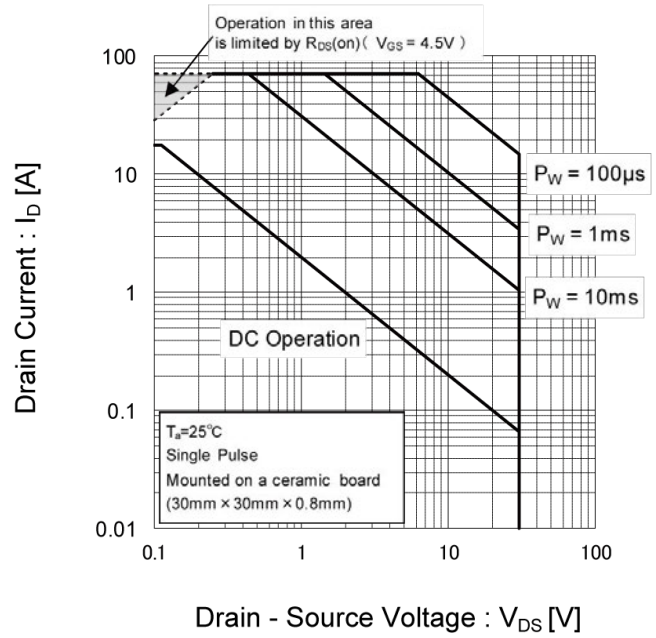 Operation in this area
is limited by RDS(on)( VGS = 4.5V )
100
10
1
0.1
0.01
Drain Current : ID [A]
PW = 100μs
PW = 1ms
PW = 10ms
DC Operation
Ta=25℃
Single Pulse
Mounted on a ceramic board
(30mm × 30mm × 0.8mm)
0.1
1
10
100
Drain - Source Voltage : VDS [V]